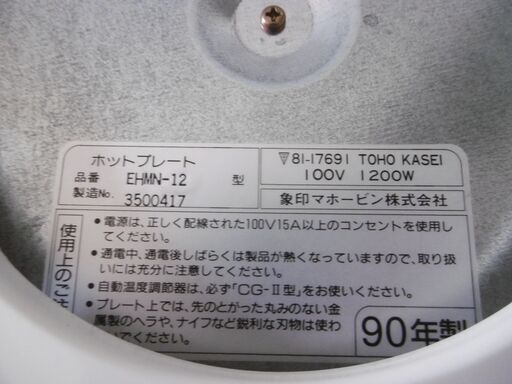 ホットプレート
品番 EHMN-12 型
製造No. 3500417
▽81-17691 TOHO KASEI
100V 1200W
象印マホービン株式会社
使用上のご
●電源は、正しく配線された100V15A以上のコンセントを使用し
てください。
●通電中、通電後しばらくは製品が熱くなっていますので、取り扱
いには充分に注意してください。
●自動温度調節器は、必ず「CG-II型」をお使いください。
●プレート上では、先のとがった丸みのない金
属製のヘラや、ナイフなど鋭利な刃物は使わ
いでください。
90年製